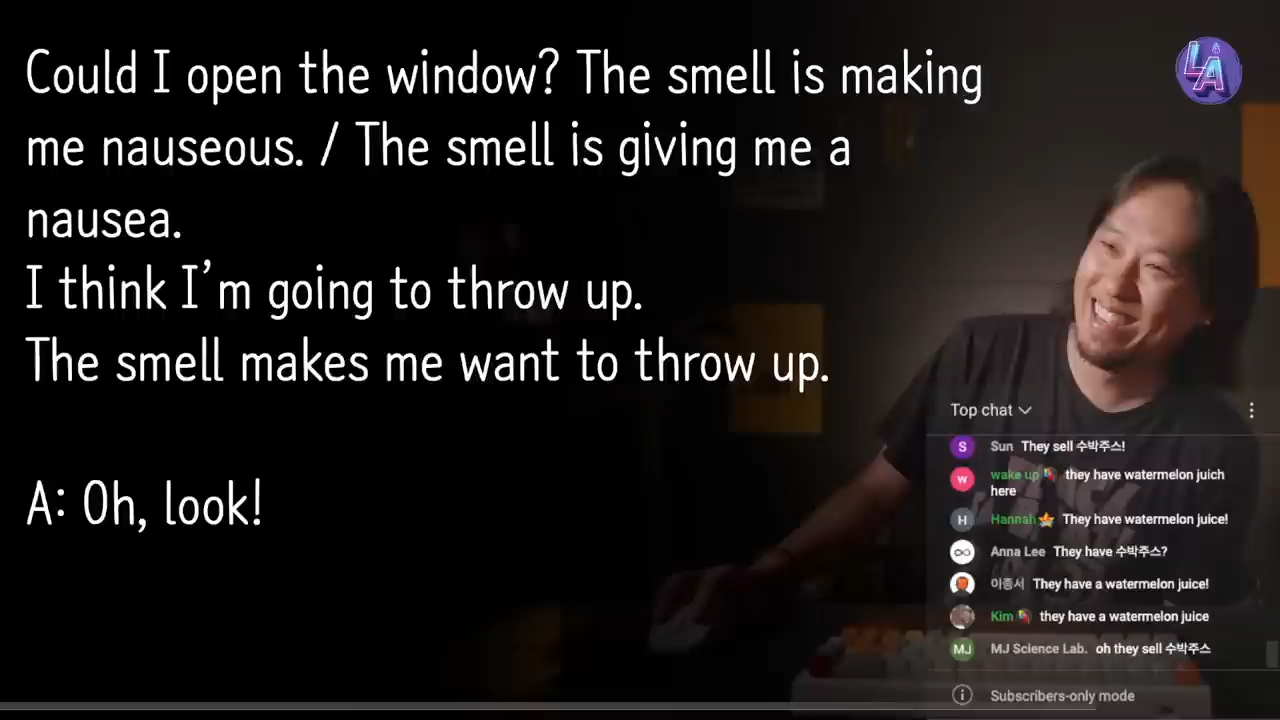 Could I open the window? The smell is making
me nauseous. / The smell is giving me a
nausea.
I think I'm going to throw up.
The smell makes me want to throw up.
A: Oh, look!
LA
Top chat
S Sun They sell 수박주스!
w wake up they have watermelon juich
here
H Hannah They have watermelon juice!
Anna Lee They have 수박주스?
이종서 They have a watermelon juice!
Kim they have a watermelon juice
MJ MJ Science Lab. oh they sell 수박주스
Subscribers-only mode